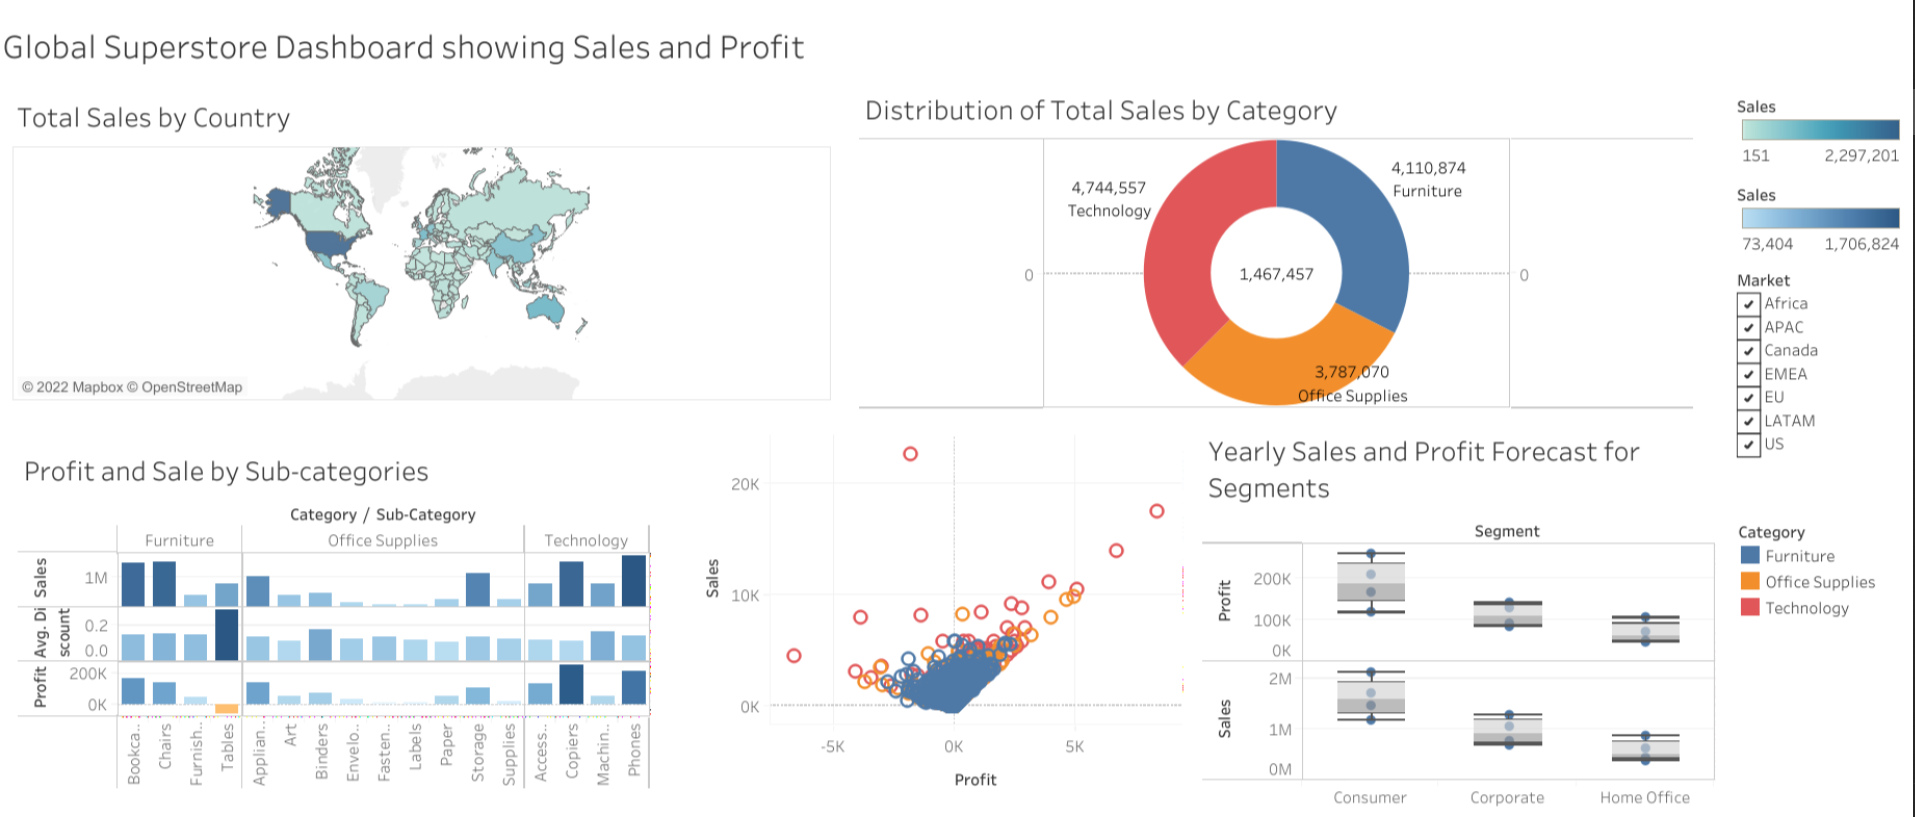 Global Superstore Dashboard showing Sales and Profit
Total Sales by Country
© 2022 Mapbox © OpenStreetMap
Distribution of Total Sales by Category
4,744,557
Technology
4,110,874
Furniture
0
1,467,457
0
3,787,070
Office Supplies
Sales
151 2,297,201
Sales
73,404 1,706,824
Market
Africa
APAC
Canada
EMEA
EU
LATAM
US
Profit and Sale by Sub-categories
Category / Sub-Category
Furniture Office Supplies Technology
Sales
1M
Avg. Di
scount
0.2
0.0
Profit
200K
0K
Bookca..
Chairs
Furnish..
Tables
Applian..
Art
Binders
Envelo..
Fasten..
Labels
Paper
Storage
Supplies
Access..
Copiers
Machin..
Phones
Sales
20K
10K
0K
-5K 0K 5K
Profit
Yearly Sales and Profit Forecast for
Segments
Segment
Profit
200K
100K
0K
Sales
2M
1M
0M
Consumer Corporate Home Office
Category
Furniture
Office Supplies
Technology